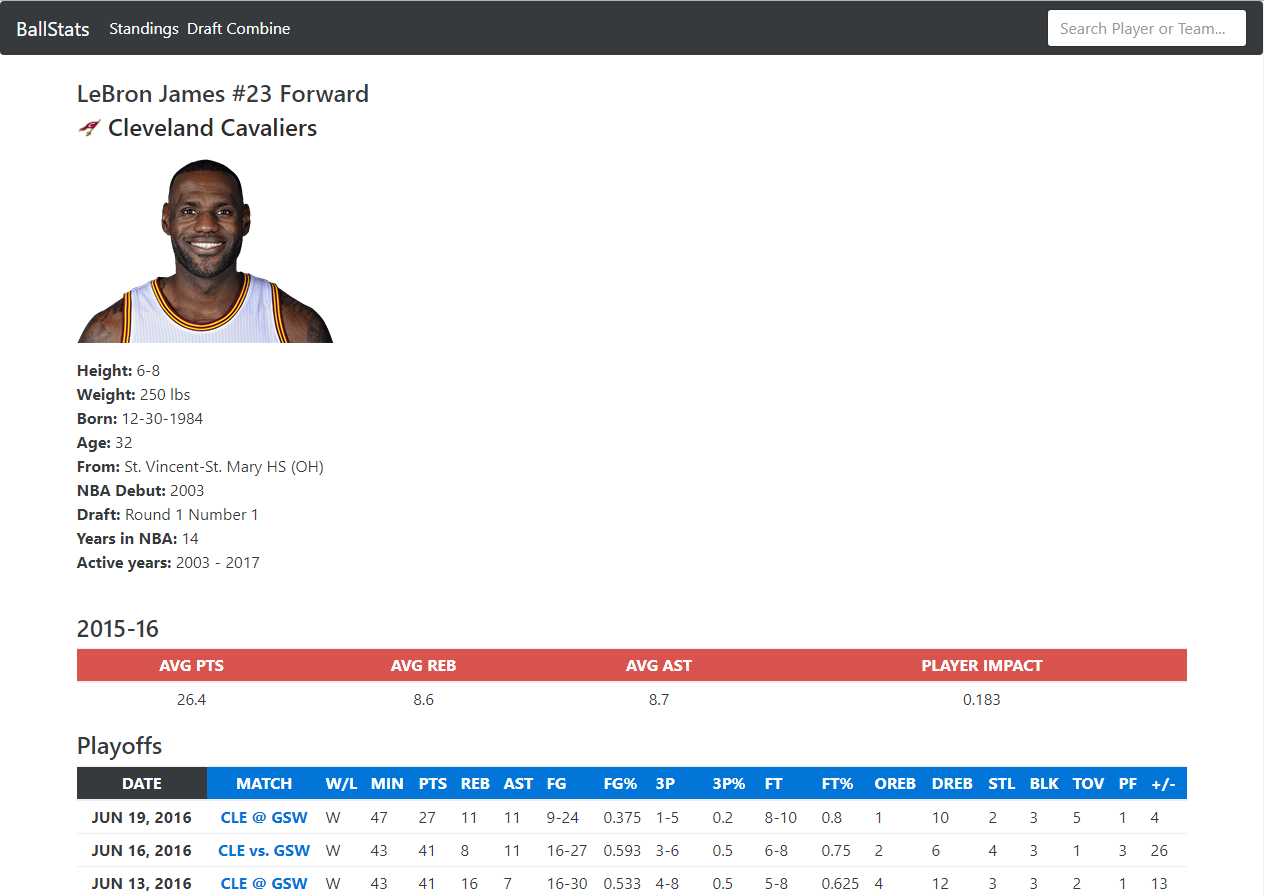 BallStats Standings Draft Combine Search Player or Team...
LeBron James #23 Forward
Cleveland Cavaliers
Height: 6-8
Weight: 250 lbs
Born: 12-30-1984
Age: 32
From: St. Vincent-St. Mary HS (OH)
NBA Debut: 2003
Draft: Round 1 Number 1
Years in NBA: 14
Active years: 2003 - 2017
2015-16
AVG PTS AVG REB AVG AST PLAYER IMPACT
26.4 8.6 8.7 0.183
Playoffs
DATE MATCH W/L MIN PTS REB AST FG FG% 3P 3P% FT FT% OREB DREB STL BLK TOV PF +/-
JUN 19, 2016 CLE @ GSW W 47 27 11 11 9-24 0.375 1-5 0.2 8-10 0.8 1 10 2 3 5 1 4
JUN 16, 2016 CLE vs. GSW W 43 41 8 11 16-27 0.593 3-6 0.5 6-8 0.75 2 6 4 3 1 3 26
JUN 13, 2016 CLE @ GSW W 43 41 16 7 16-30 0.533 4-8 0.5 5-8 0.625 4 12 3 3 2 1 13